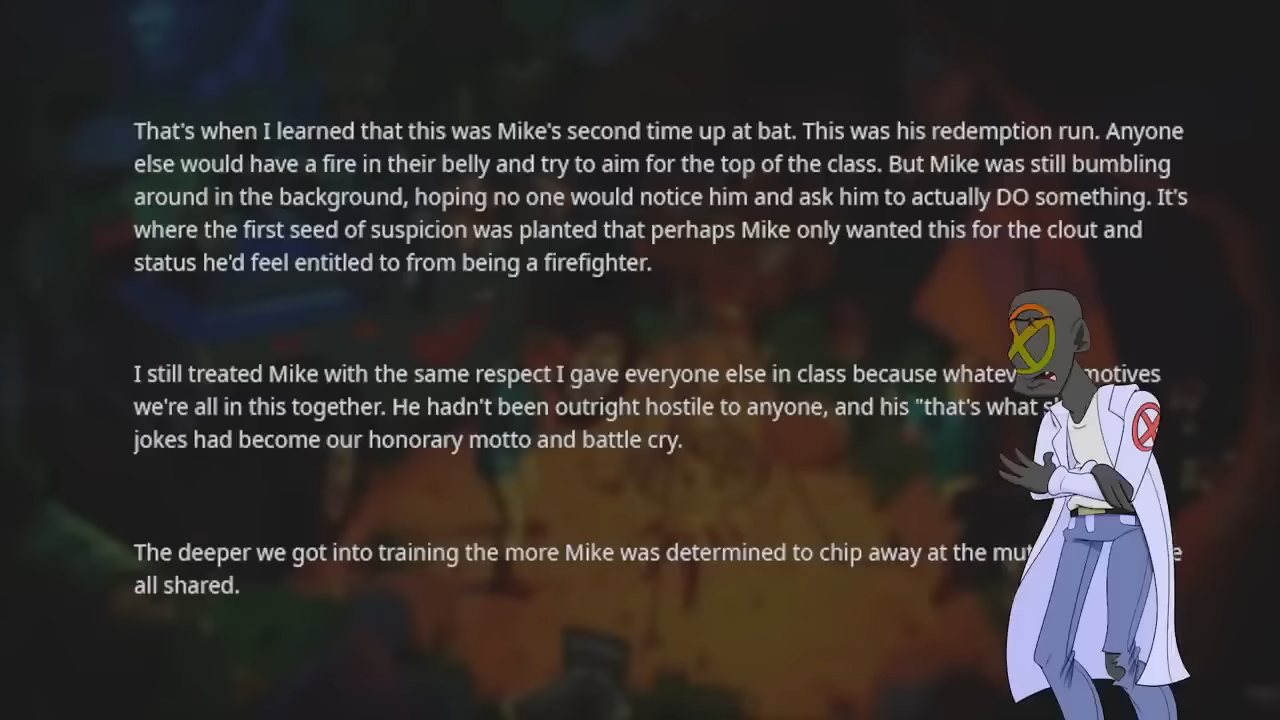 That's when I learned that this was Mike's second time up at bat. This was his redemption run. Anyone
else would have a fire in their belly and try to aim for the top of the class. But Mike was still bumbling
around in the background, hoping no one would notice him and ask him to actually DO something. It's
where the first seed of suspicion was planted that perhaps Mike only wanted this for the clout and
status he'd feel entitled to from being a firefighter.
I still treated Mike with the same respect I gave everyone else in class because motives
we're all in this together. He hadn't been outright hostile to anyone, and his "that's what
jokes had become our honorary motto and battle cry.
The deeper we got into training the more Mike was determined to chip away at the
all shared.